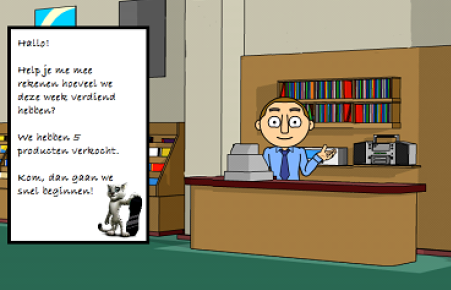 Hallo!
Help je me mee
rekenen hoeveel we
deze week verdiend
hebben?
We hebben 5
producten verkocht.
Kom, dan gaan we
snel beginnen!